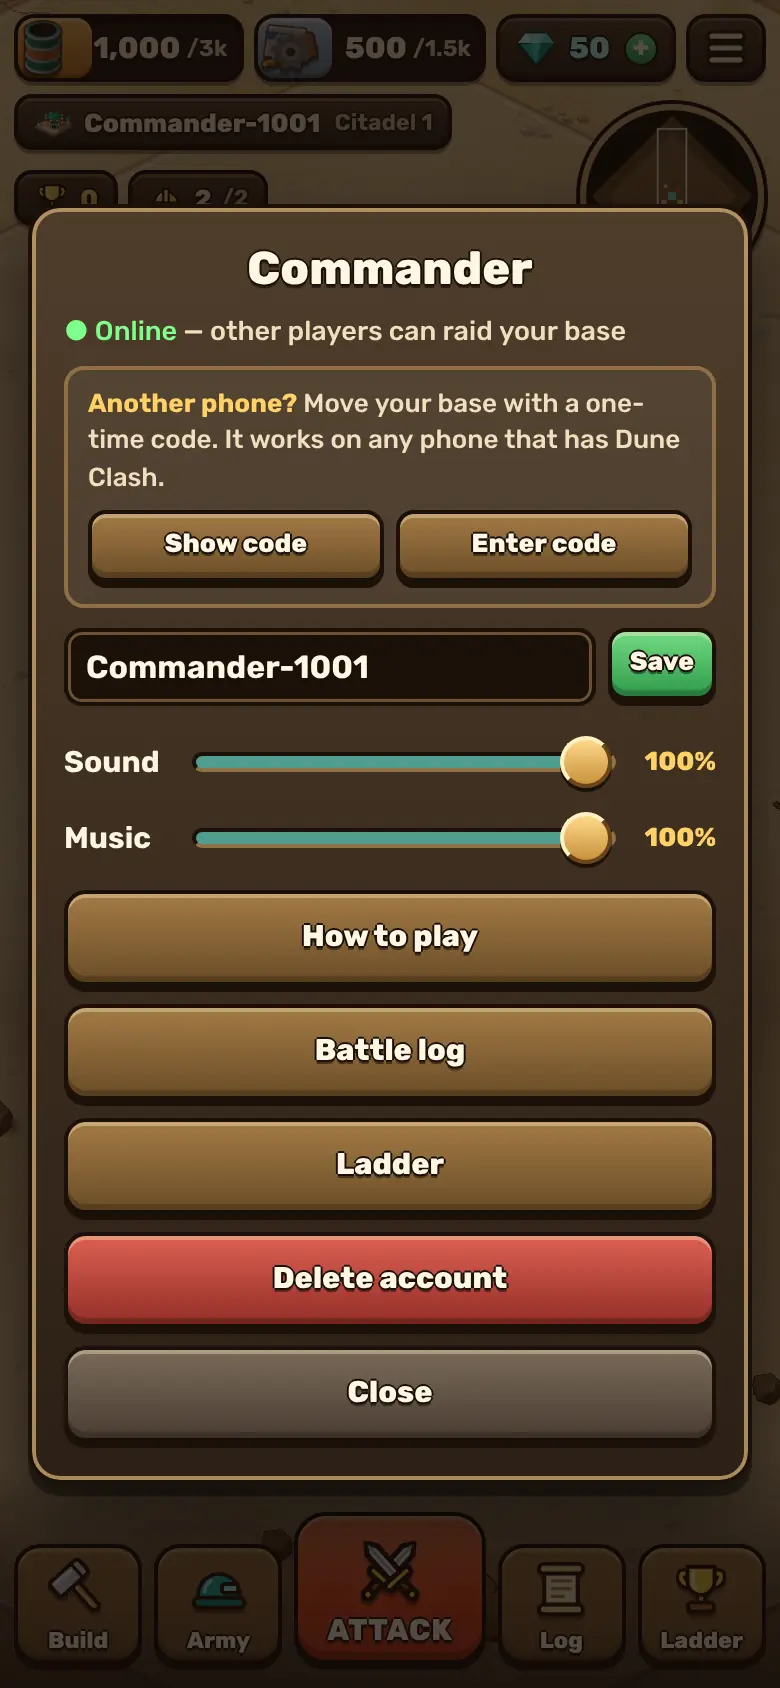 1,000 /3k
500 /1.5k
50
Commander-1001 Citadel 1
0
2 /2
Commander
Online — other players can raid your base
Another phone? Move your base with a one-
time code. It works on any phone that has Dune
Clash.
Show code
Enter code
Commander-1001
Save
Sound
100%
Music
100%
How to play
Battle log
Ladder
Delete account
Close
Build
Army
ATTACK
Log
Ladder